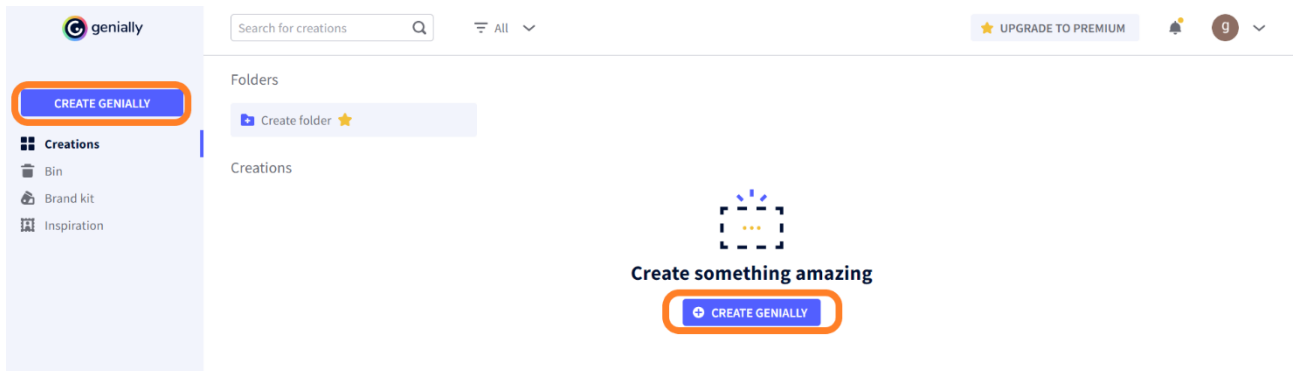 genially
Search for creations
All
UPGRADE TO PREMIUM
g
CREATE GENIALLY
Creations
Bin
Brand kit
Inspiration
Folders
Create folder
Creations
Create something amazing
CREATE GENIALLY